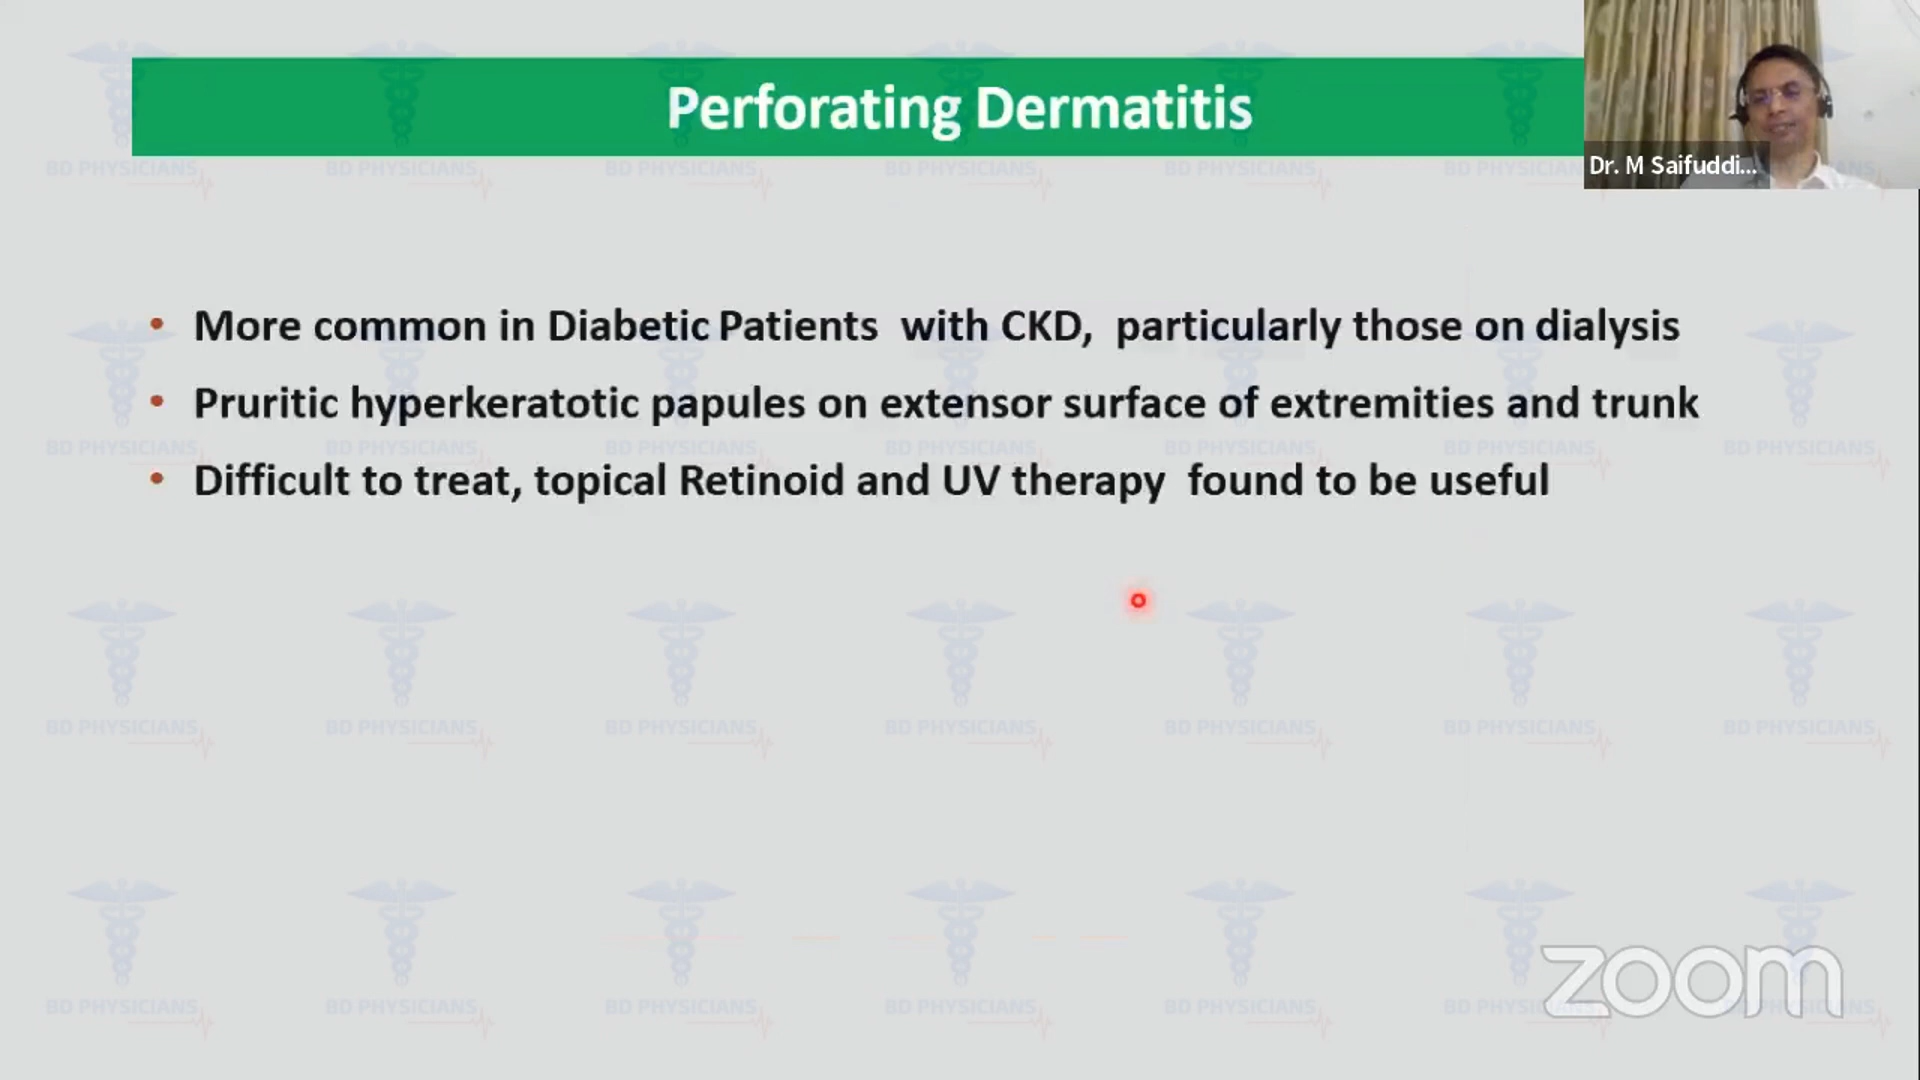 Perforating Dermatitis
Dr. M Saifuddi...
• More common in Diabetic Patients with CKD, particularly those on dialysis
• Pruritic hyperkeratotic papules on extensor surface of extremities and trunk
• Difficult to treat, topical Retinoid and UV therapy found to be useful
BD PHYSICIANS
zoom